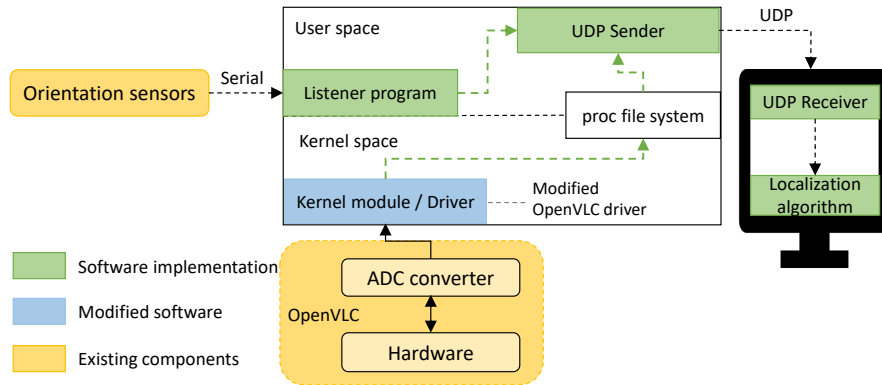 User space
UDP Sender
UDP
Serial
Orientation sensors
Listener program
UDP Receiver
proc file system
Kernel space
Kernel module / Driver
Modified
OpenVLC driver
Localization
algorithm
Software implementation
ADC converter
Modified software
OpenVLC
Existing components
Hardware